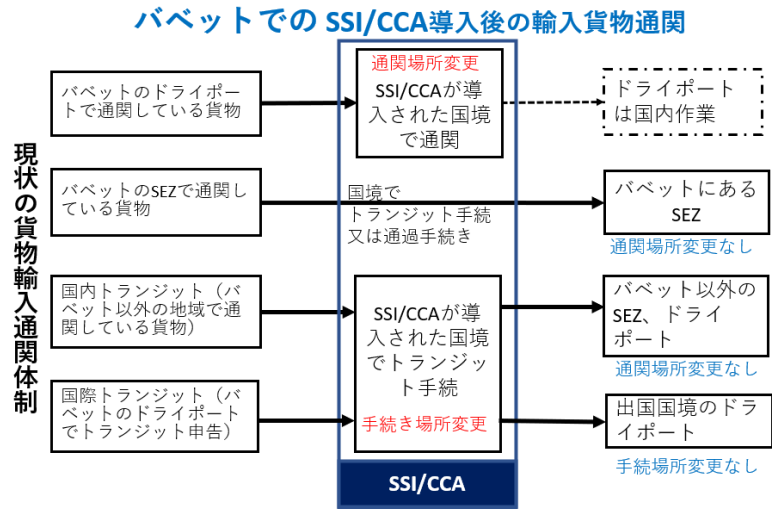 バベットでの SSI/CCA導入後の輸入貨物通関
現状の貨物輸入通関体制
バベットのドライポー
トで通関している貨物
通関場所変更
SSI/CCAが導
入された国境
で通関
ドライポート
は国内作業
バベットのSEZで通関し
ている貨物
国境で
トランジット手続
又は通過手続き
バベットにある
SEZ
通関場所変更なし
国内トランジット（バ
ベット以外の地域で通
関している貨物）
SSI/CCAが導
入された国境
でトランジッ
ト手続
手続き場所変更
バベット以外の
SEZ、ドライ
ポート
通関場所変更なし
国際トランジット（バ
ベットのドライポート
でトランジット申告）
出国国境のドラ
イポート
手続場所変更なし
SSI/CCA